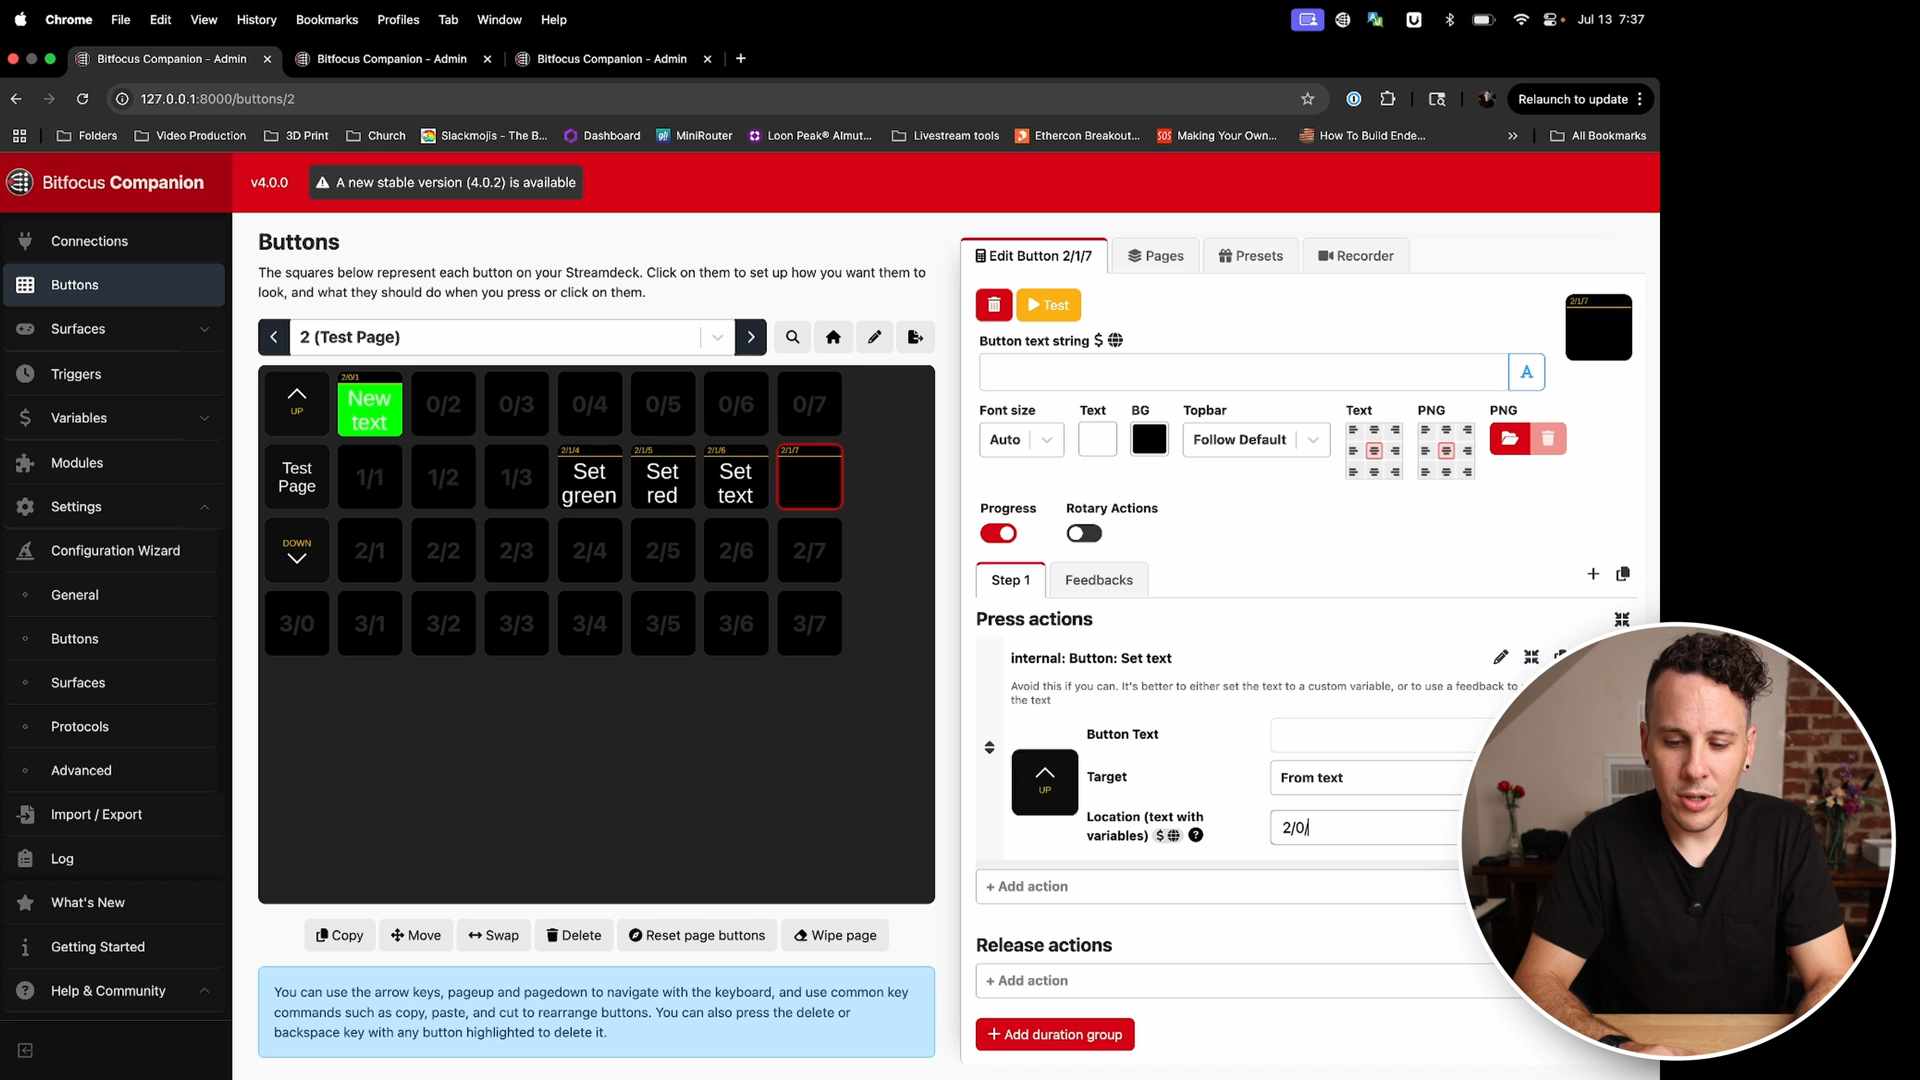 Chrome File Edit View History Bookmarks Profiles Tab Window Help
Jul 13 7:37
Bitfocus Companion - Admin
Bitfocus Companion - Admin
Bitfocus Companion - Admin
127.0.0.1:8000/buttons/2
Relaunch to update
Folders Video Production 3D Print Church Slackmojis - The B... Dashboard MiniRouter Loon Peak® Almut... Livestream tools Ethercon Breakout... Making Your Own... How To Build Ende... All Bookmarks
Bitfocus Companion
v4.0.0
A new stable version (4.0.2) is available
Connections
Buttons
Surfaces
Triggers
Variables
Modules
Settings
Configuration Wizard
General
Buttons
Surfaces
Protocols
Advanced
Import / Export
Log
What's New
Getting Started
Help & Community
Buttons
The squares below represent each button on your Streamdeck. Click on them to set up how you want them to
look, and what they should do when you press or click on them.
2 (Test Page)
UP
2/0/1
New
text
0/2 0/3 0/4 0/5 0/6 0/7
Test
Page
1/1 1/2 1/3
2/1/4
Set
green
2/1/5
Set
red
2/1/6
Set
text
2/1/7
DOWN
2/1 2/2 2/3 2/4 2/5 2/6 2/7
3/0 3/1 3/2 3/3 3/4 3/5 3/6 3/7
Copy Move Swap Delete Reset page buttons Wipe page
You can use the arrow keys, pageup and pagedown to navigate with the keyboard, and use common key
commands such as copy, paste, and cut to rearrange buttons. You can also press the delete or
backspace key with any button highlighted to delete it.
Edit Button 2/1/7 Pages Presets Recorder
Test
2/1/7
Button text string $
A
Font size Text BG Topbar Text PNG PNG
Auto Follow Default
Progress Rotary Actions
Step 1 Feedbacks
Press actions
internal: Button: Set text
Avoid this if you can. It's better to either set the text to a custom variable, or to use a feedback to
the text
Button Text
UP
Target From text
Location (text with
variables) $ ?
2/0/
+ Add action
Release actions
+ Add action
+ Add duration group